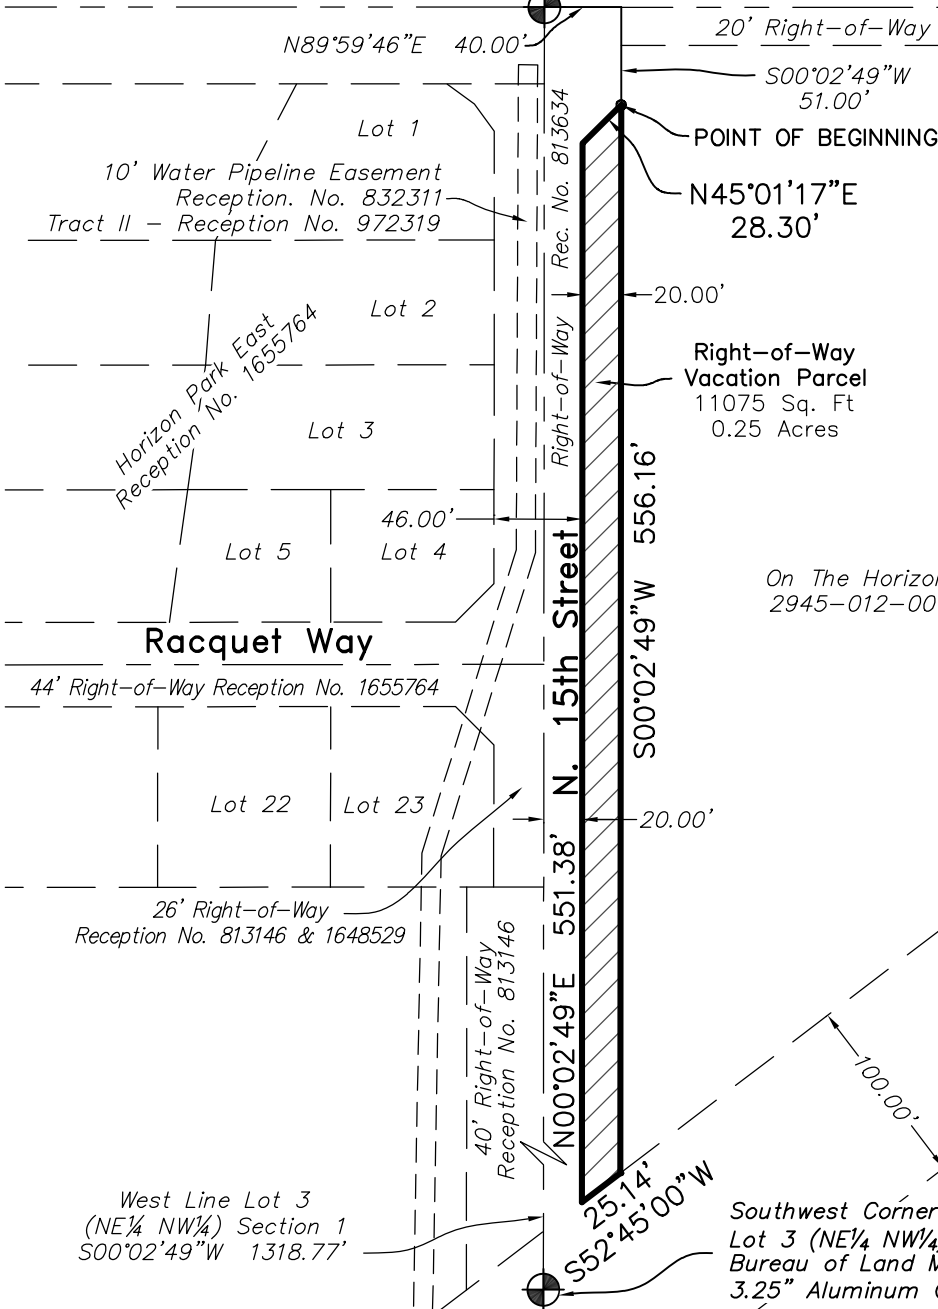 N89°59'46"E 40.00'
20' Right-of-Way
S00°02'49"W
51.00'
POINT OF BEGINNING
N45°01'17"E
28.30'
Lot 1
10' Water Pipeline Easement
Reception. No. 832311
Tract II - Reception No. 972319
Right-of-Way Rec. No. 813634
Lot 2
20.00'
Horizon Park East
Reception No. 1655764
Right-of-Way
Vacation Parcel
11075 Sq. Ft
0.25 Acres
Lot 3
46.00'
Lot 5
Lot 4
S00°02'49"W 556.16'
On The Horizon
2945-012-00
Racquet Way
N. 15th Street
44' Right-of-Way Reception No. 1655764
Lot 22
Lot 23
20.00'
26' Right-of-Way
Reception No. 813146 & 1648529
40' Right-of-Way
Reception No. 813146
N00°02'49"E 551.38'
100.00'
25.14'
S52°45'00"W
West Line Lot 3
(NE¼ NW¼) Section 1
S00°02'49"W 1318.77'
Southwest Corner
Lot 3 (NE¼ NW¼
Bureau of Land M
3.25" Aluminum C